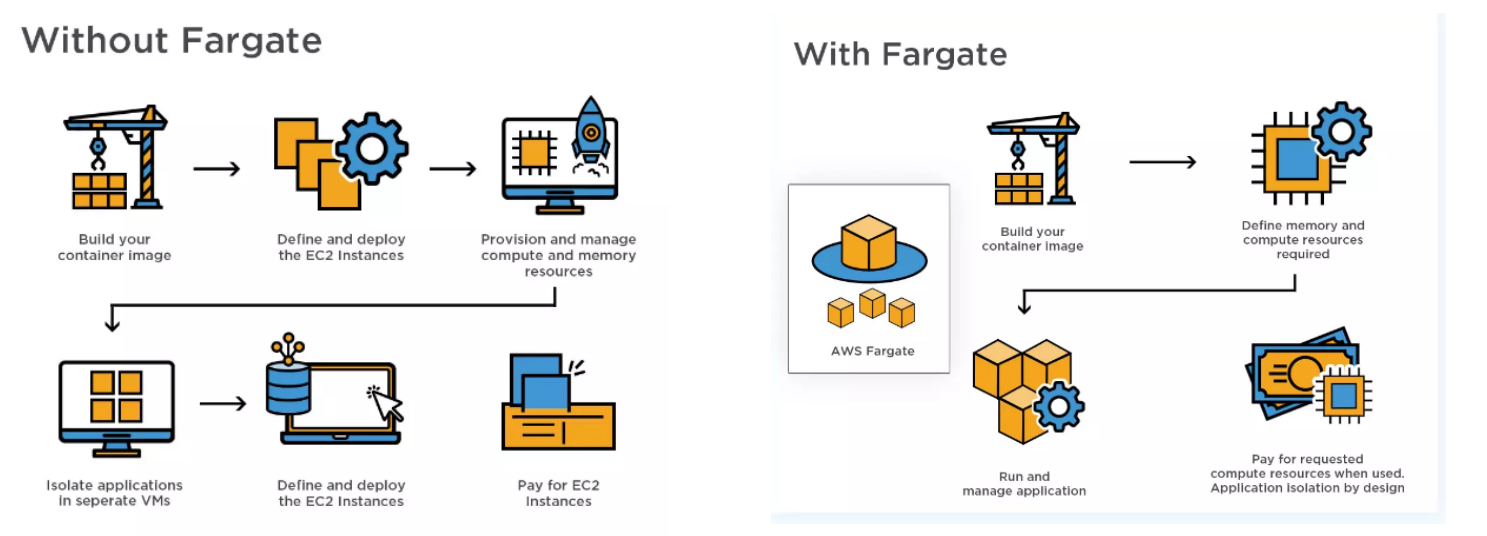 Without Fargate
Build your
container image
Define and deploy
the EC2 Instances
Provision and manage
compute and memory
resources
Isolate applications
in seperate VMs
Define and deploy
the EC2 Instances
Pay for EC2
Instances
With Fargate
AWS Fargate
Build your
container image
Define memory and
compute resources
required
Run and
manage application
Pay for requested
compute resources when used.
Application isolation by design